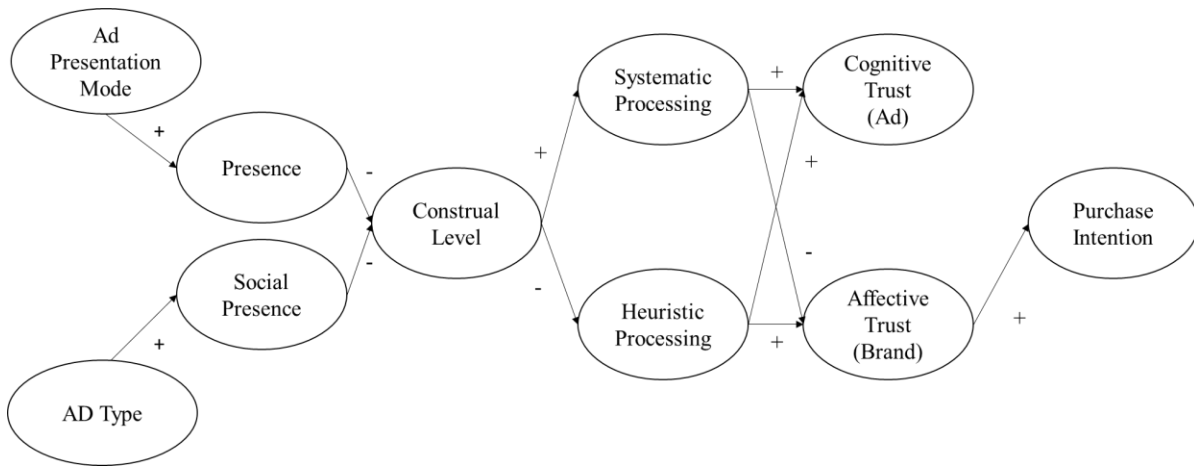 Ad
Presentation
Mode
+
Presence
-
Social
Presence
-
+
AD Type
Construal
Level
+
-
Systematic
Processing
Heuristic
Processing
+
+
-
+
Cognitive
Trust
(Ad)
Affective
Trust
(Brand)
+
Purchase
Intention